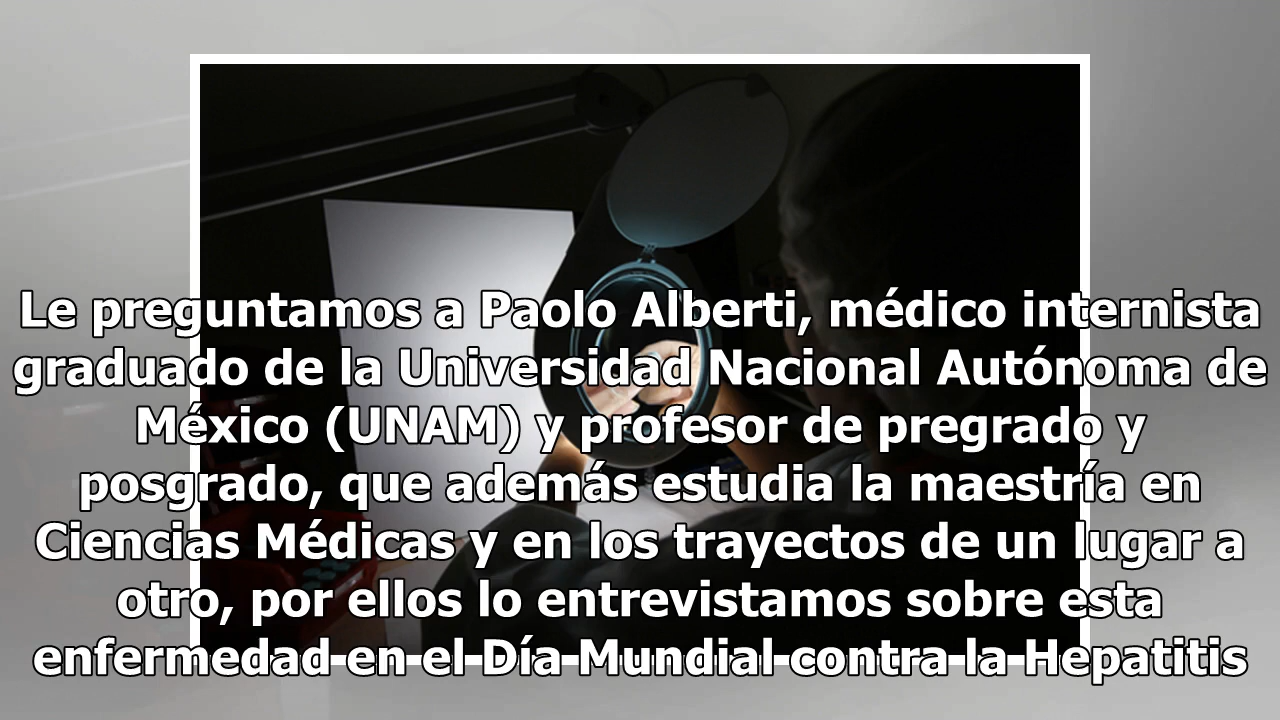 Le preguntamos a Paolo Alberti, médico internista
graduado de la Universidad Nacional Autónoma de
México (UNAM) y profesor de pregrado y
posgrado, que además estudia la maestría en
Ciencias Médicas y en los trayectos de un lugar a
otro, por ellos lo entrevistamos sobre esta
enfermedad en el Día Mundial contra la Hepatitis